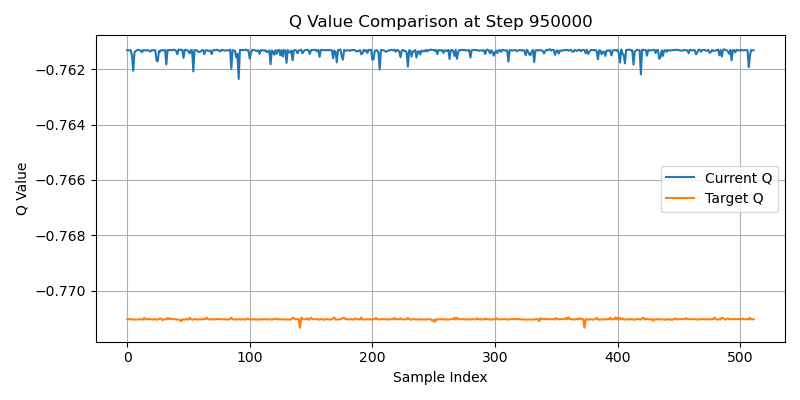 Q Value Comparison at Step 950000
Q Value
−0.762
−0.764
−0.766
−0.768
−0.770
Current Q
Target Q
0
100
200
300
400
500
Sample Index